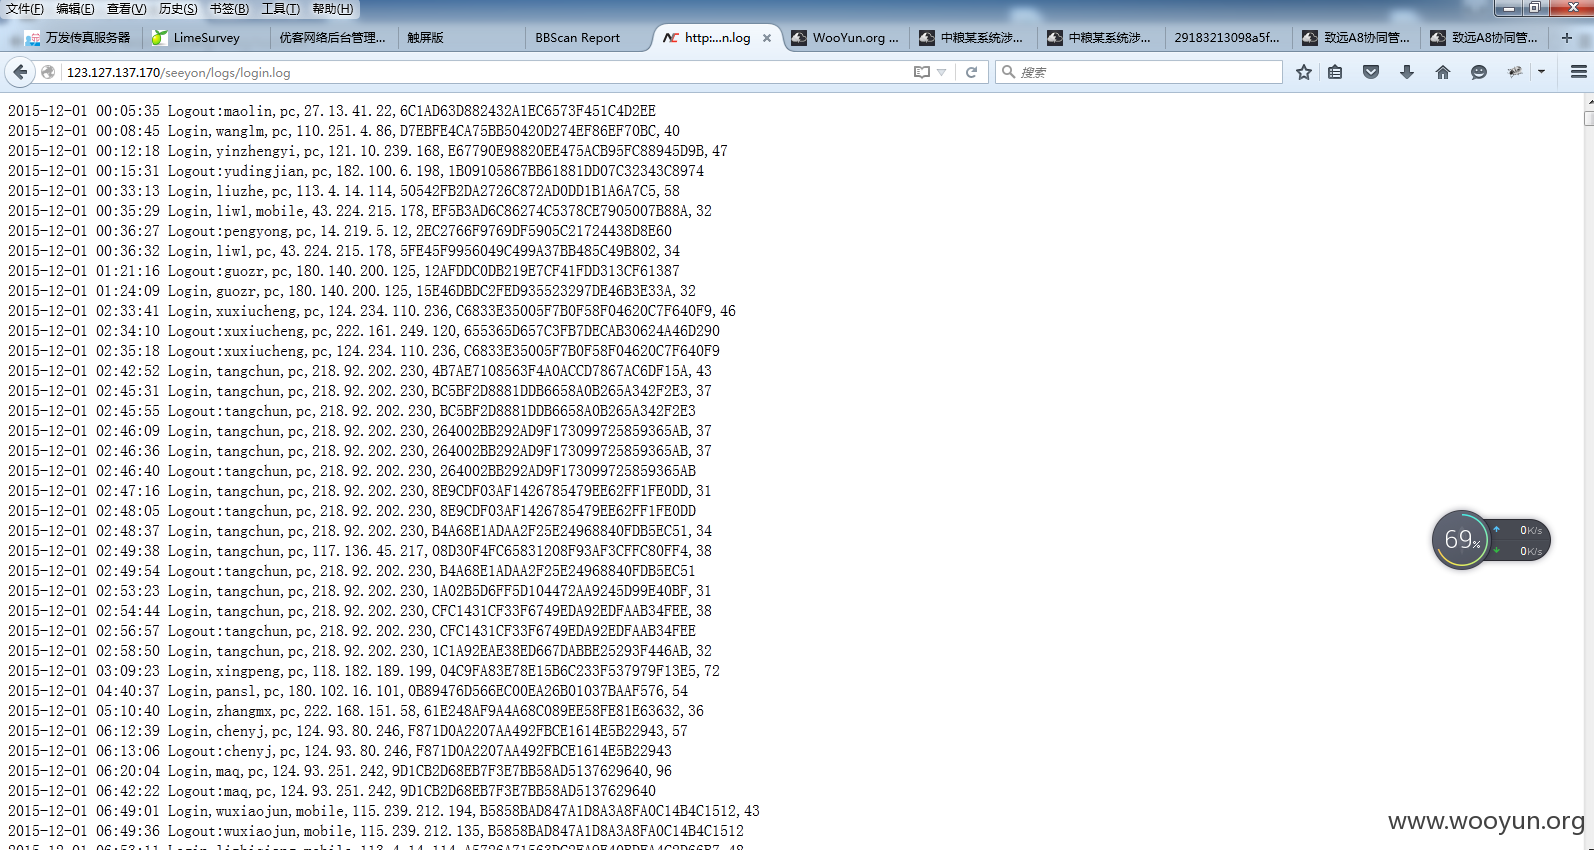 文件(F) 编辑(E) 查看(V) 历史(S) 书签(B) 工具(T) 帮助(H)
万发传真服务器 LimeSurvey 优客网络后台管理... 触屏版 BBScan Report http:...n.log WooYun.org ... 中粮某系统涉... 中粮某系统涉... 29183213098a5f... 致远A8协同管... 致远A8协同管...
123.127.137.170/seeyon/logs/login.log 搜索
2015-12-01 00:05:35 Logout:maolin,pc,27.13.41.22,6C1AD63D882432A1EC6573F451C4D2EE
2015-12-01 00:08:45 Login,wanglm,pc,110.251.4.86,D7EBFE4CA75BB50420D274EF86EF70BC,40
2015-12-01 00:12:18 Login,yinzhengyi,pc,121.10.239.168,E67790E98820EE475ACB95FC88945D9B,47
2015-12-01 00:15:31 Logout:yudingjian,pc,182.100.6.198,1B09105867BB61881DD07C32343C8974
2015-12-01 00:33:13 Login,liuzhe,pc,113.4.14.114,50542FB2DA2726C872AD0DD1B1A6A7C5,58
2015-12-01 00:35:29 Login,liwl,mobile,43.224.215.178,EF5B3AD6C86274C5378CE7905007B88A,32
2015-12-01 00:36:27 Logout:pengyong,pc,14.219.5.12,2EC2766F9769DF5905C21724438D8E60
2015-12-01 00:36:32 Login,liwl,pc,43.224.215.178,5FE45F9956049C499A37BB485C49B802,34
2015-12-01 01:21:16 Logout:guozr,pc,180.140.200.125,12AFDDC0DB219E7CF41FDD313CF61387
2015-12-01 01:24:09 Login,guozr,pc,180.140.200.125,15E46DBDC2FED935523297DE46B3E33A,32
2015-12-01 02:33:41 Login,xuxiucheng,pc,124.234.110.236,C6833E35005F7B0F58F04620C7F640F9,46
2015-12-01 02:34:10 Logout:xuxiucheng,pc,222.161.249.120,655365D657C3FB7DECAB30624A46D290
2015-12-01 02:35:18 Logout:xuxiucheng,pc,124.234.110.236,C6833E35005F7B0F58F04620C7F640F9
2015-12-01 02:42:52 Login,tangchun,pc,218.92.202.230,4B7AE7108563F4A0ACCD7867AC6DF15A,43
2015-12-01 02:45:31 Login,tangchun,pc,218.92.202.230,BC5BF2D8881DDB6658A0B265A342F2E3,37
2015-12-01 02:45:55 Logout:tangchun,pc,218.92.202.230,BC5BF2D8881DDB6658A0B265A342F2E3
2015-12-01 02:46:09 Login,tangchun,pc,218.92.202.230,264002BB292AD9F173099725859365AB,37
2015-12-01 02:46:36 Login,tangchun,pc,218.92.202.230,264002BB292AD9F173099725859365AB,37
2015-12-01 02:46:40 Logout:tangchun,pc,218.92.202.230,264002BB292AD9F173099725859365AB
2015-12-01 02:47:16 Login,tangchun,pc,218.92.202.230,8E9CDF03AF1426785479EE62FF1FE0DD,31
2015-12-01 02:48:05 Logout:tangchun,pc,218.92.202.230,8E9CDF03AF1426785479EE62FF1FE0DD
2015-12-01 02:48:37 Login,tangchun,pc,218.92.202.230,B4A68E1ADAA2F25E24968840FDB5EC51,34
2015-12-01 02:49:38 Login,tangchun,pc,117.136.45.217,08D30F4FC65831208F93AF3CFFC80FF4,38
2015-12-01 02:49:54 Logout:tangchun,pc,218.92.202.230,B4A68E1ADAA2F25E24968840FDB5EC51
2015-12-01 02:53:23 Login,tangchun,pc,218.92.202.230,1A02B5D6FF5D104472AA9245D99E40BF,31
2015-12-01 02:54:44 Login,tangchun,pc,218.92.202.230,CFC1431CF33F6749EDA92EDFAAB34FEE,38
2015-12-01 02:56:57 Logout:tangchun,pc,218.92.202.230,CFC1431CF33F6749EDA92EDFAAB34FEE
2015-12-01 02:58:50 Login,tangchun,pc,218.92.202.230,1C1A92EAE38ED667DABBE25293F446AB,32
2015-12-01 03:09:23 Login,xingpeng,pc,118.182.189.199,04C9FA83E78E15B6C233F537979F13E5,72
2015-12-01 04:40:37 Login,pansl,pc,180.102.16.101,0B89476D566EC00EA26B01037BAAF576,54
2015-12-01 05:10:40 Login,zhangmx,pc,222.168.151.58,61E248AF9A4A68C089EE58FE81E63632,36
2015-12-01 06:12:39 Login,chenyj,pc,124.93.80.246,F871D0A2207AA492FBCE1614E5B22943,57
2015-12-01 06:13:06 Logout:chenyj,pc,124.93.80.246,F871D0A2207AA492FBCE1614E5B22943
2015-12-01 06:20:04 Login,maq,pc,124.93.251.242,9D1CB2D68EB7F3E7BB58AD5137629640,96
2015-12-01 06:42:22 Logout:maq,pc,124.93.251.242,9D1CB2D68EB7F3E7BB58AD5137629640
2015-12-01 06:49:01 Login,wuxiaojun,mobile,115.239.212.194,B5858BAD847A1D8A3A8FA0C14B4C1512,43
2015-12-01 06:49:36 Logout:wuxiaojun,mobile,115.239.212.135,B5858BAD847A1D8A3A8FA0C14B4C1512
69% 0K/s
0K/s
www.wooyun.org